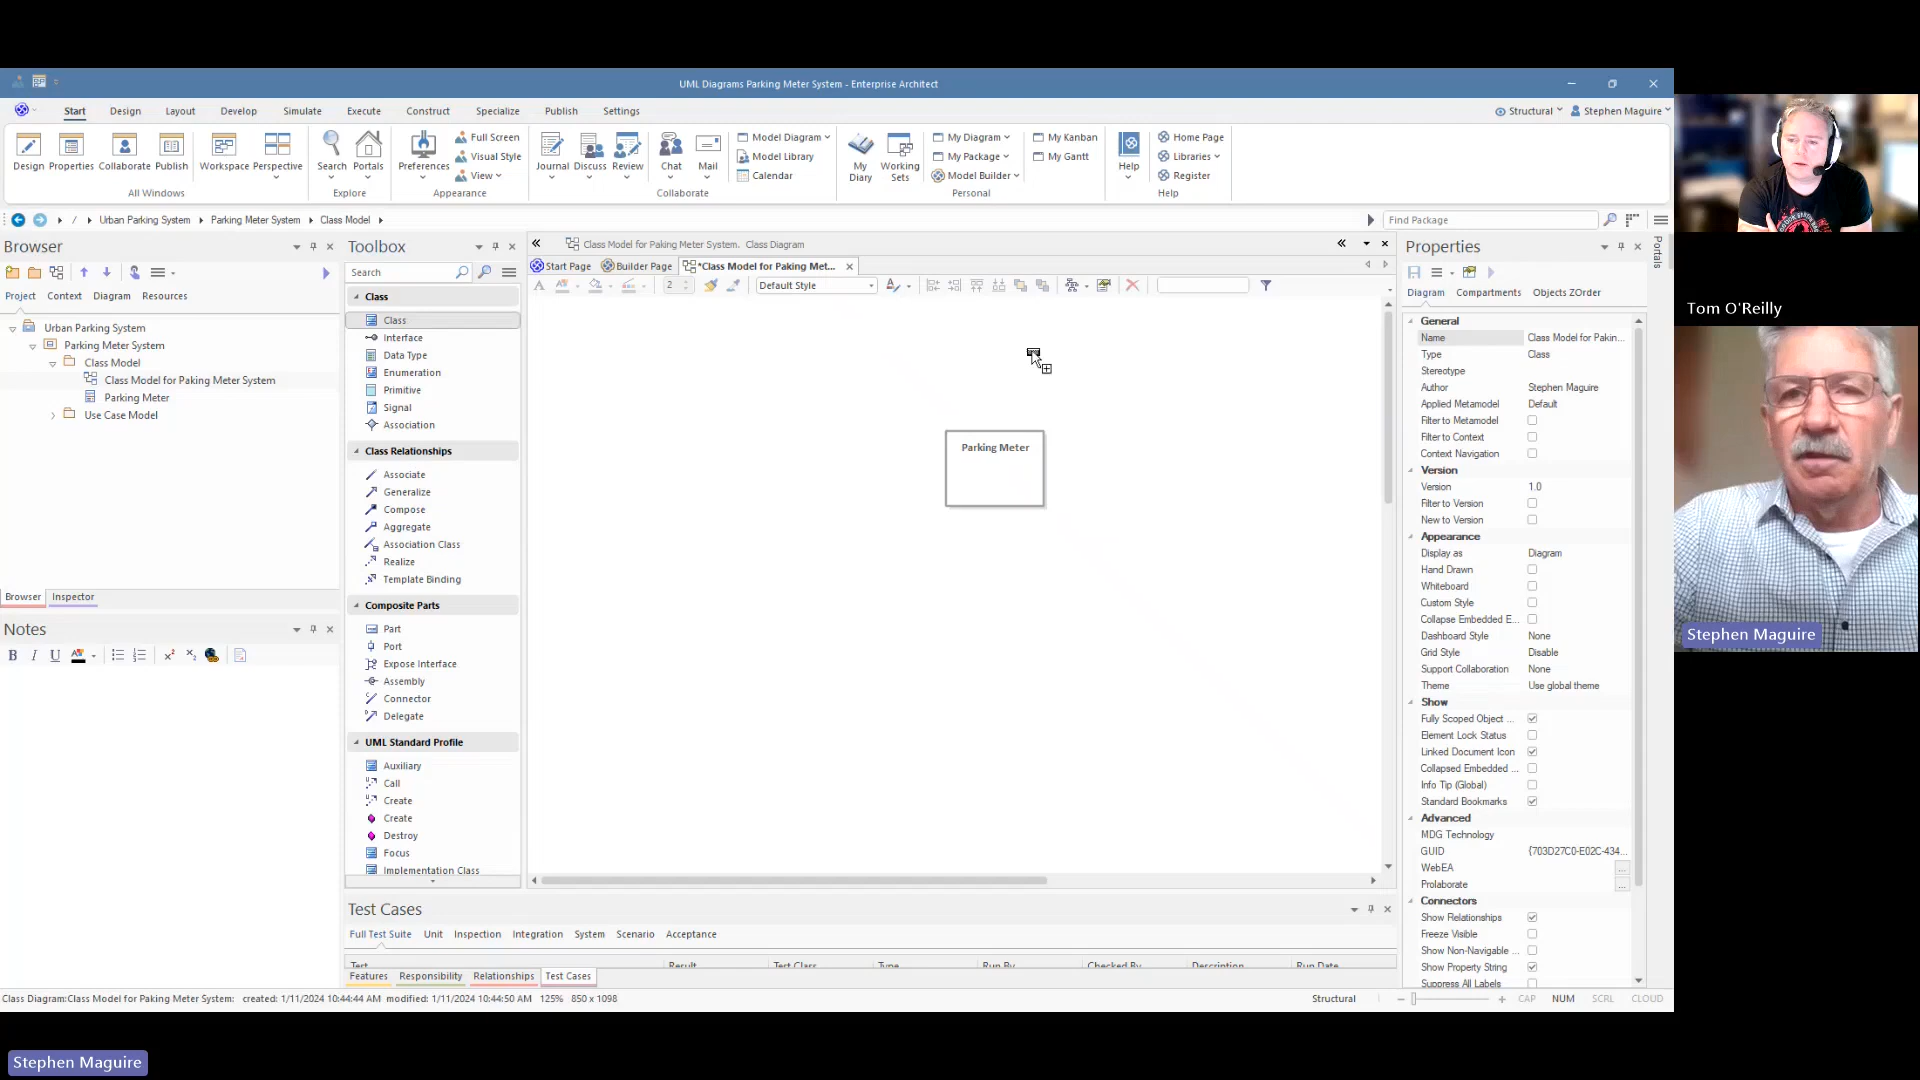 UML Diagrams Parking Meter System - Enterprise Architect
Start Design Layout Develop Simulate Execute Construct Specialize Publish Settings
Structural Stephen Maguire
Design Properties Collaborate Publish Workspace Perspective
All Windows
Search Portals
Explore
Preferences
Full Screen
Visual Style
View
Appearance
Journal Discuss Review Chat Mail
Model Diagram
Model Library
Calendar
Collaborate
My Diary
Working Sets
My Diagram
My Package
Model Builder
My Kanban
My Gantt
Personal
Help
Home Page
Libraries
Register
Help
/ Urban Parking System Parking Meter System Class Model
Find Package
Portals
Browser
Project Context Diagram Resources
Urban Parking System
Parking Meter System
Class Model
Class Model for Paking Meter System
Parking Meter
Use Case Model
Browser Inspector
Notes
B I U
Toolbox
Search
Class
Class
Interface
Data Type
Enumeration
Primitive
Signal
Association
Class Relationships
Associate
Generalize
Compose
Aggregate
Association Class
Realize
Template Binding
Composite Parts
Part
Port
Expose Interface
Assembly
Connector
Delegate
UML Standard Profile
Auxiliary
Call
Create
Create
Destroy
Focus
Implementation Class
Class Model for Paking Meter System. Class Diagram
Start Page Builder Page *Class Model for Paking Met...
2 Default Style
Parking Meter
Test Cases
Full Test Suite Unit Inspection Integration System Scenario Acceptance
Test Result Test Class Type Run By Checked By Description Run Date
Features Responsibility Relationships Test Cases
Properties
Diagram Compartments Objects ZOrder
General
Name Class Model for Pakin...
Type Class
Stereotype
Author Stephen Maguire
Applied Metamodel Default
Filter to Metamodel
Filter to Context
Context Navigation
Version
Version 1.0
Filter to Version
New to Version
Appearance
Display as Diagram
Hand Drawn
Whiteboard
Custom Style
Collapse Embedded E...
Dashboard Style None
Grid Style Disable
Support Collaboration None
Theme Use global theme
Show
Fully Scoped Object ...
Element Lock Status
Linked Document Icon
Collapsed Embedded ...
Info Tip (Global)
Standard Bookmarks
Advanced
MDG Technology
GUID {703D27C0-E02C-434...
WebEA ...
Prolaborate ...
Connectors
Show Relationships
Freeze Visible
Show Non-Navigable ...
Show Property String
Suppress All Labels
Class Diagram:Class Model for Paking Meter System: created: 1/11/2024 10:44:44 AM modified: 1/11/2024 10:44:50 AM 125% 850 x 1098
Structural CAP NUM SCRL CLOUD
Tom O'Reilly
Stephen Maguire
Stephen Maguire